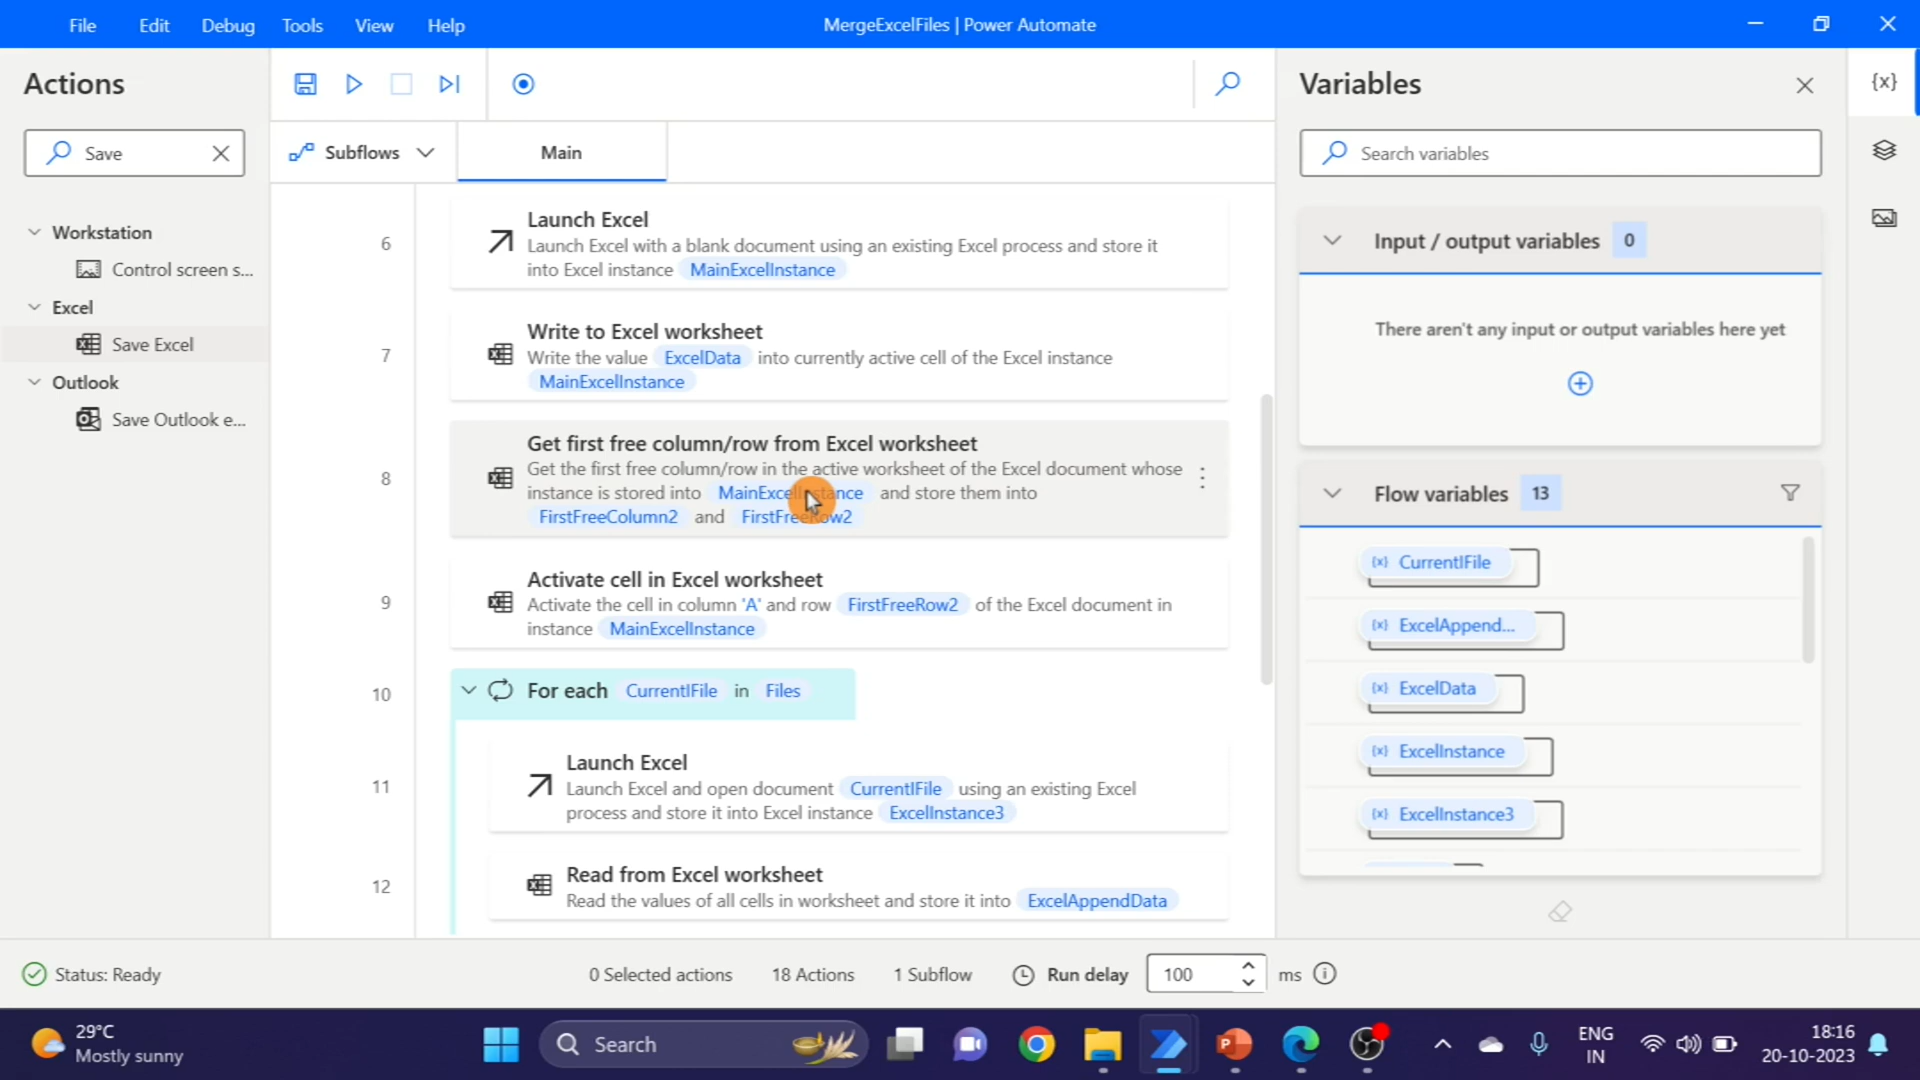 File Edit Debug Tools View Help MergeExcelFiles | Power Automate
Actions
Save
Workstation
Control screen s...
Excel
Save Excel
Outlook
Save Outlook e...
Subflows Main
6
Launch Excel
Launch Excel with a blank document using an existing Excel process and store it
into Excel instance MainExcelInstance
7
Write to Excel worksheet
Write the value ExcelData into currently active cell of the Excel instance
MainExcelInstance
8
Get first free column/row from Excel worksheet
Get the first free column/row in the active worksheet of the Excel document whose
instance is stored into MainExcelInstance and store them into
FirstFreeColumn2 and FirstFreeRow2
9
Activate cell in Excel worksheet
Activate the cell in column 'A' and row FirstFreeRow2 of the Excel document in
instance MainExcelInstance
10
For each CurrentIFile in Files
11
Launch Excel
Launch Excel and open document CurrentIFile using an existing Excel
process and store it into Excel instance ExcelInstance3
12
Read from Excel worksheet
Read the values of all cells in worksheet and store it into ExcelAppendData
Variables
{x}
Search variables
Input / output variables 0
There aren't any input or output variables here yet
Flow variables 13
{x} CurrentIFile
{x} ExcelAppend...
{x} ExcelData
{x} ExcelInstance
{x} ExcelInstance3
Status: Ready 0 Selected actions 18 Actions 1 Subflow Run delay 100 ms
29°C
Mostly sunny
Search
ENG
IN
18:16
20-10-2023